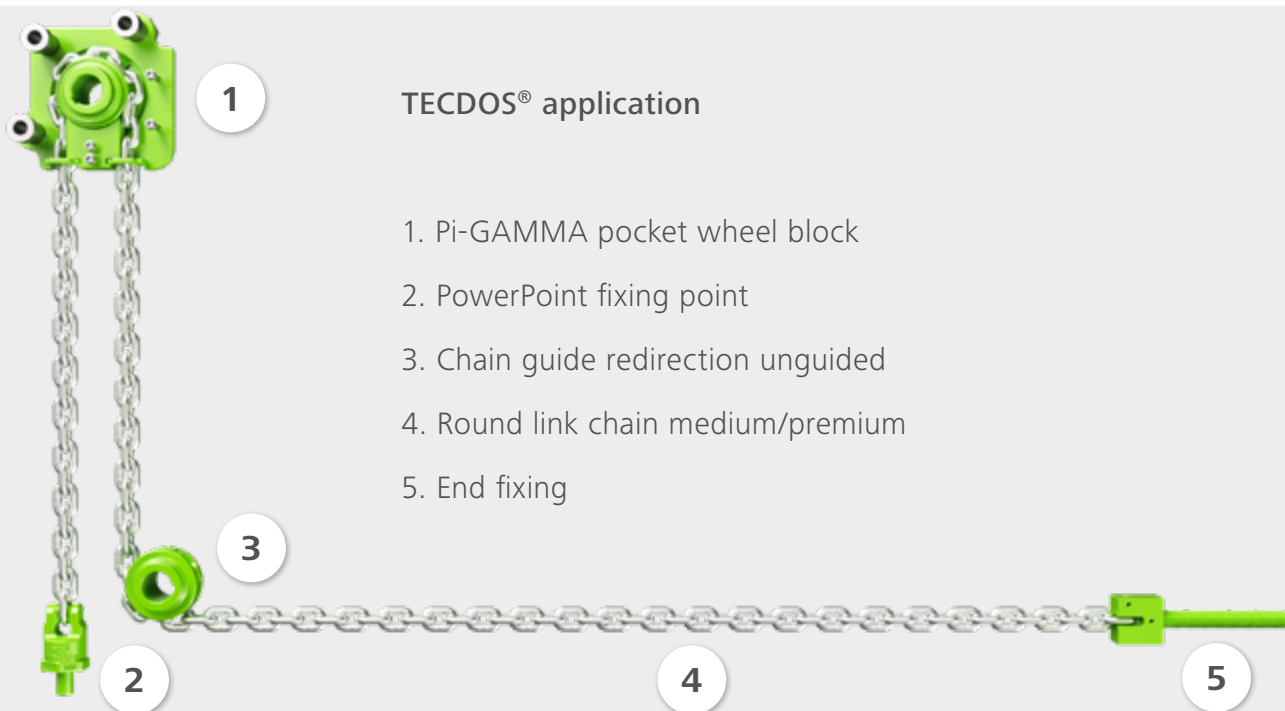 1
TECDOS® application
1. Pi-GAMMA pocket wheel block
2. PowerPoint fixing point
3. Chain guide redirection unguided
4. Round link chain medium/premium
5. End fixing
3
2
4
5